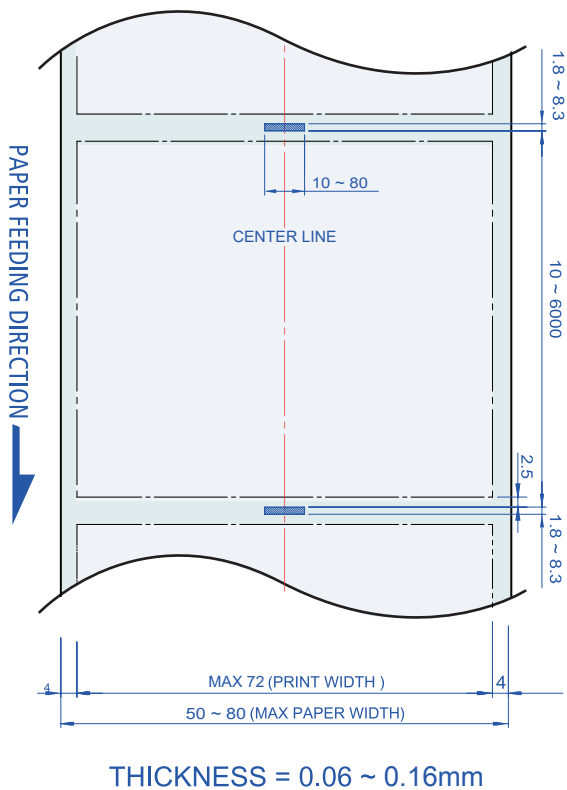 1.8 ~ 8.3
10 ~ 80
CENTER LINE
PAPER FEEDING DIRECTION
10 ~ 6000
2.5
1.8 ~ 8.3
4
MAX 72 (PRINT WIDTH )
4
50 ~ 80 (MAX PAPER WIDTH)
THICKNESS = 0.06 ~ 0.16mm